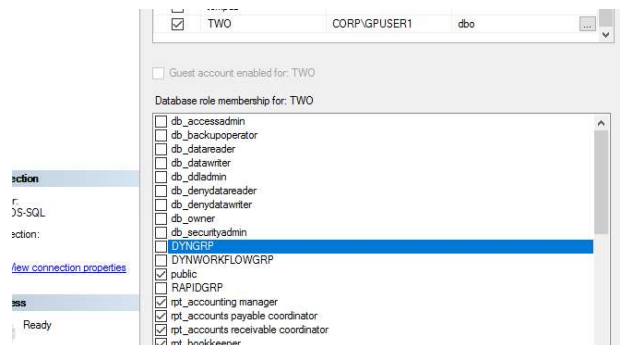 TWO CORP\GPUSER1 dbo ...
Guest account enabled for: TWO
Database role membership for: TWO
db_accessadmin
db_backupoperator
db_datareader
db_datawriter
db_ddladmin
db_denydatareader
db_denydatawriter
db_owner
db_securityadmin
DYNGRP
DYNWORKFLOWGRP
public
RAPIDGRP
rpt_accounting manager
rpt_accounts payable coordinator
rpt_accounts receivable coordinator
rpt_bookkeeper
ection
r:
OS-SQL
ection:
View connection properties
ess
Ready